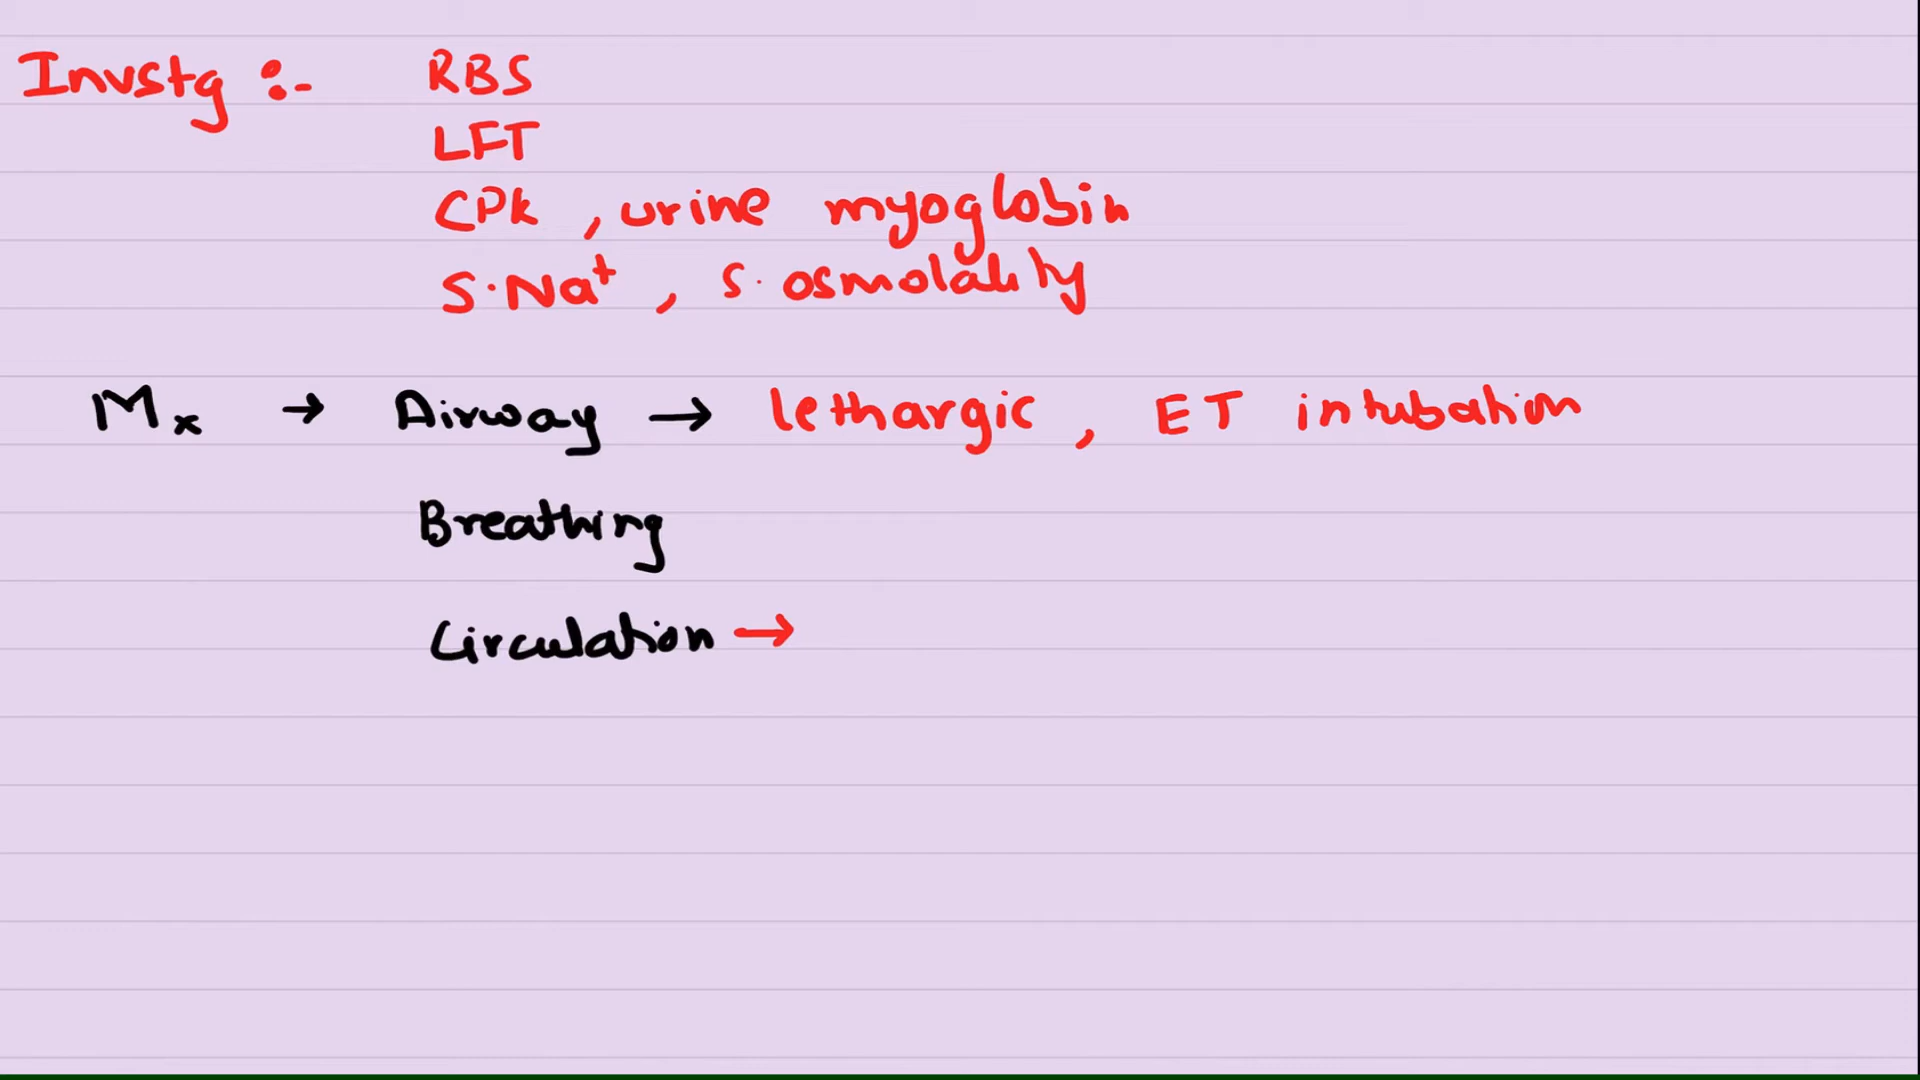 Invstg :- RBS
LFT
CPK , urine myoglobin
S.Na+ , S. osmolality
Mx → Airway → lethargic , ET intubation
Breathing
Circulation →